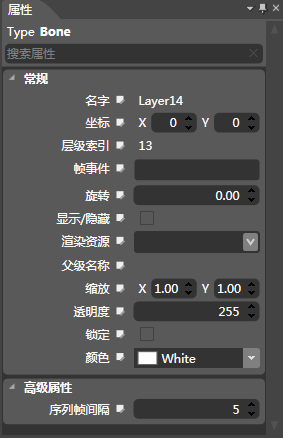 属性
Type Bone
搜索属性
常规
名字 Layer14
坐标 X 0 Y 0
层级索引 13
帧事件
旋转 0.00
显示/隐藏
渲染资源
父级名称
缩放 X 1.00 Y 1.00
透明度 255
锁定
颜色 White
高级属性
序列帧间隔 5